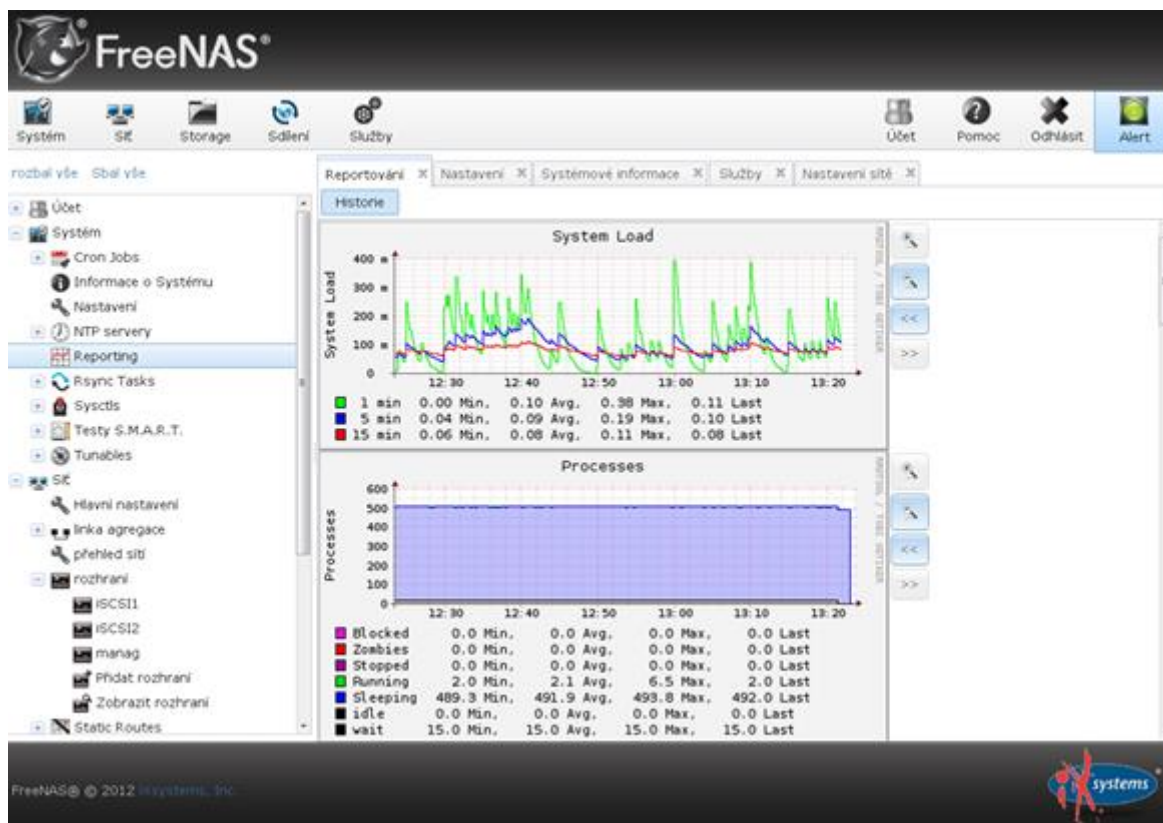 FreeNAS®
Systém Síť Storage Sdílení Služby Účet Pomoc Odhlásit Alert
rozbal vše Sbal vše
Účet
Systém
Cron Jobs
Informace o Systému
Nastavení
NTP servery
Reporting
Rsync Tasks
Sysctls
Testy S.M.A.R.T.
Tunables
Síť
Hlavní nastavení
linka agregace
přehled sítí
rozhraní
iSCSI1
iSCSI2
manag
Přidat rozhraní
Zobrazit rozhraní
Static Routes
Reportování Nastavení Systémové informace Služby Nastavení sítě
Historie
System Load
System Load
400 m
300 m
200 m
100 m
0
12:30 12:40 12:50 13:00 13:10 13:20
1 min 0.00 Min, 0.10 Avg, 0.38 Max, 0.11 Last
5 min 0.04 Min, 0.09 Avg, 0.19 Max, 0.10 Last
15 min 0.06 Min, 0.08 Avg, 0.11 Max, 0.08 Last
<<
>>
Processes
Processes
600
500
400
300
200
100
0
12:30 12:40 12:50 13:00 13:10 13:20
Blocked 0.0 Min, 0.0 Avg, 0.0 Max, 0.0 Last
Zombies 0.0 Min, 0.0 Avg, 0.0 Max, 0.0 Last
Stopped 0.0 Min, 0.0 Avg, 0.0 Max, 0.0 Last
Running 2.0 Min, 2.1 Avg, 6.5 Max, 2.0 Last
Sleeping 489.3 Min, 491.9 Avg, 493.8 Max, 492.0 Last
idle 0.0 Min, 0.0 Avg, 0.0 Max, 0.0 Last
wait 15.0 Min, 15.0 Avg, 15.0 Max, 15.0 Last
<<
>>
FreeNAS® © 2012 iXsystems, Inc.
iXsystems